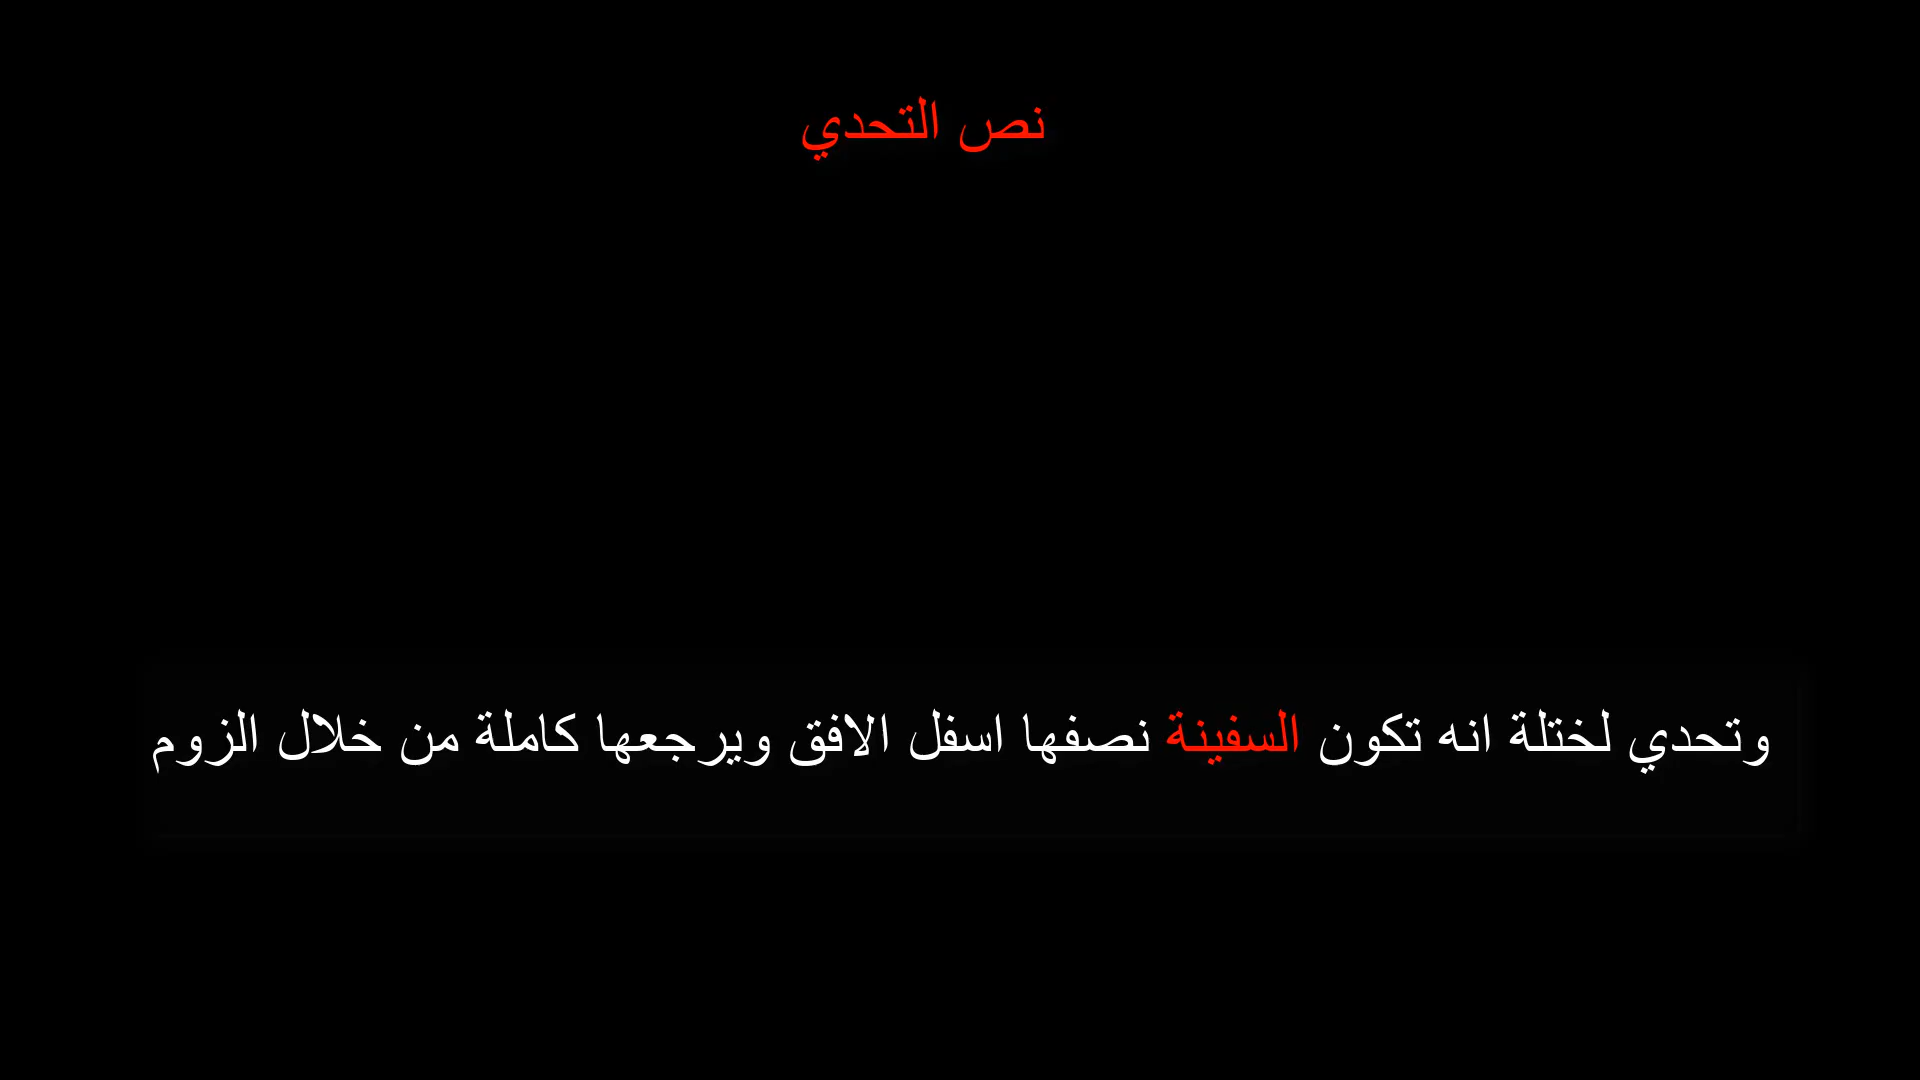 نص التحدي
وتحدي لختلة انه تكون السفينة نصفها اسفل الافق ويرجعها كاملة من خلال الزوم